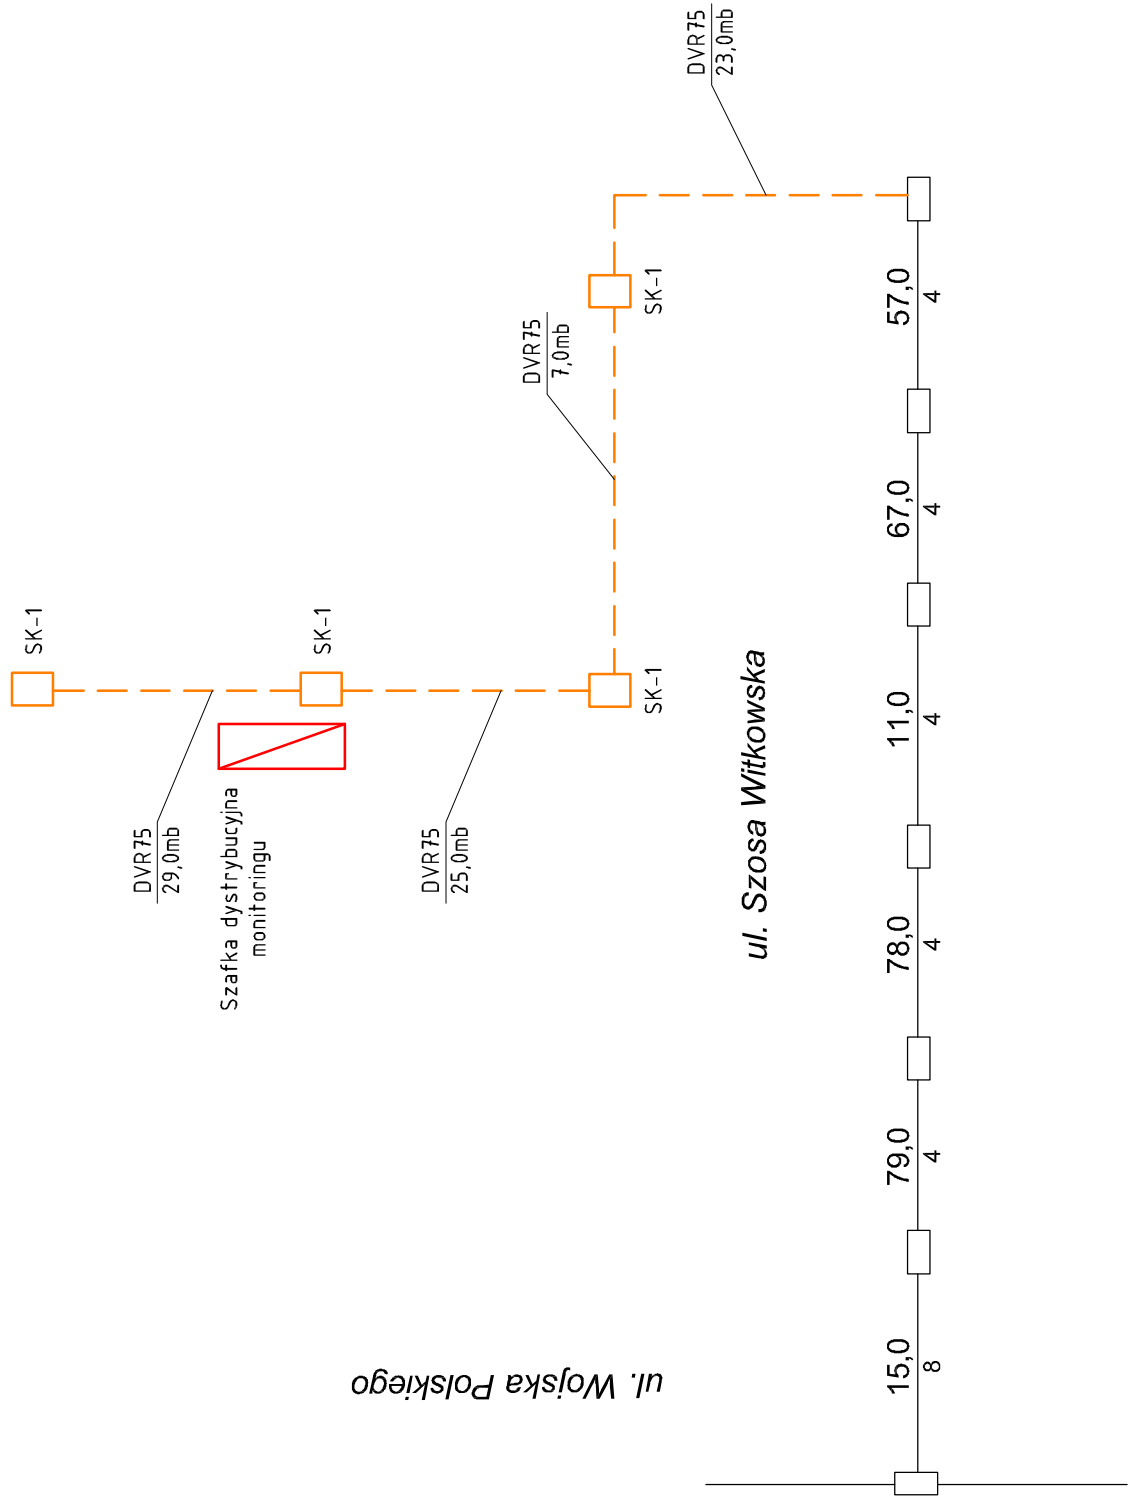 SK-1
SK-1
DVR75
29,0mb
Szafka dystrybucyjna
monitoringu
DVR75
25,0mb
SK-1
DVR75
7,0mb
SK-1
DVR75
23,0mb
ul. Wojska Polskiego
ul. Szosa Witkowska
15,0
8
79,0
4
78,0
4
11,0
4
67,0
4
57,0
4